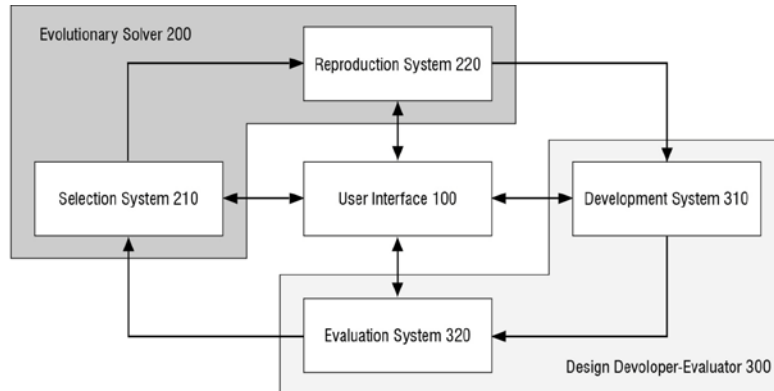 Evolutionary Solver 200
Reproduction System 220
Selection System 210
User Interface 100
Development System 310
Evaluation System 320
Design Devoloper-Evaluator 300